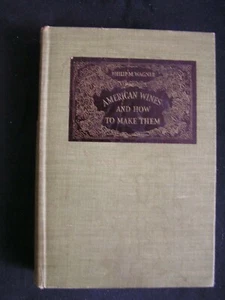 PHILIP M. WAGNER
AMERICAN WINES
AND HOW
TO MAKE THEM